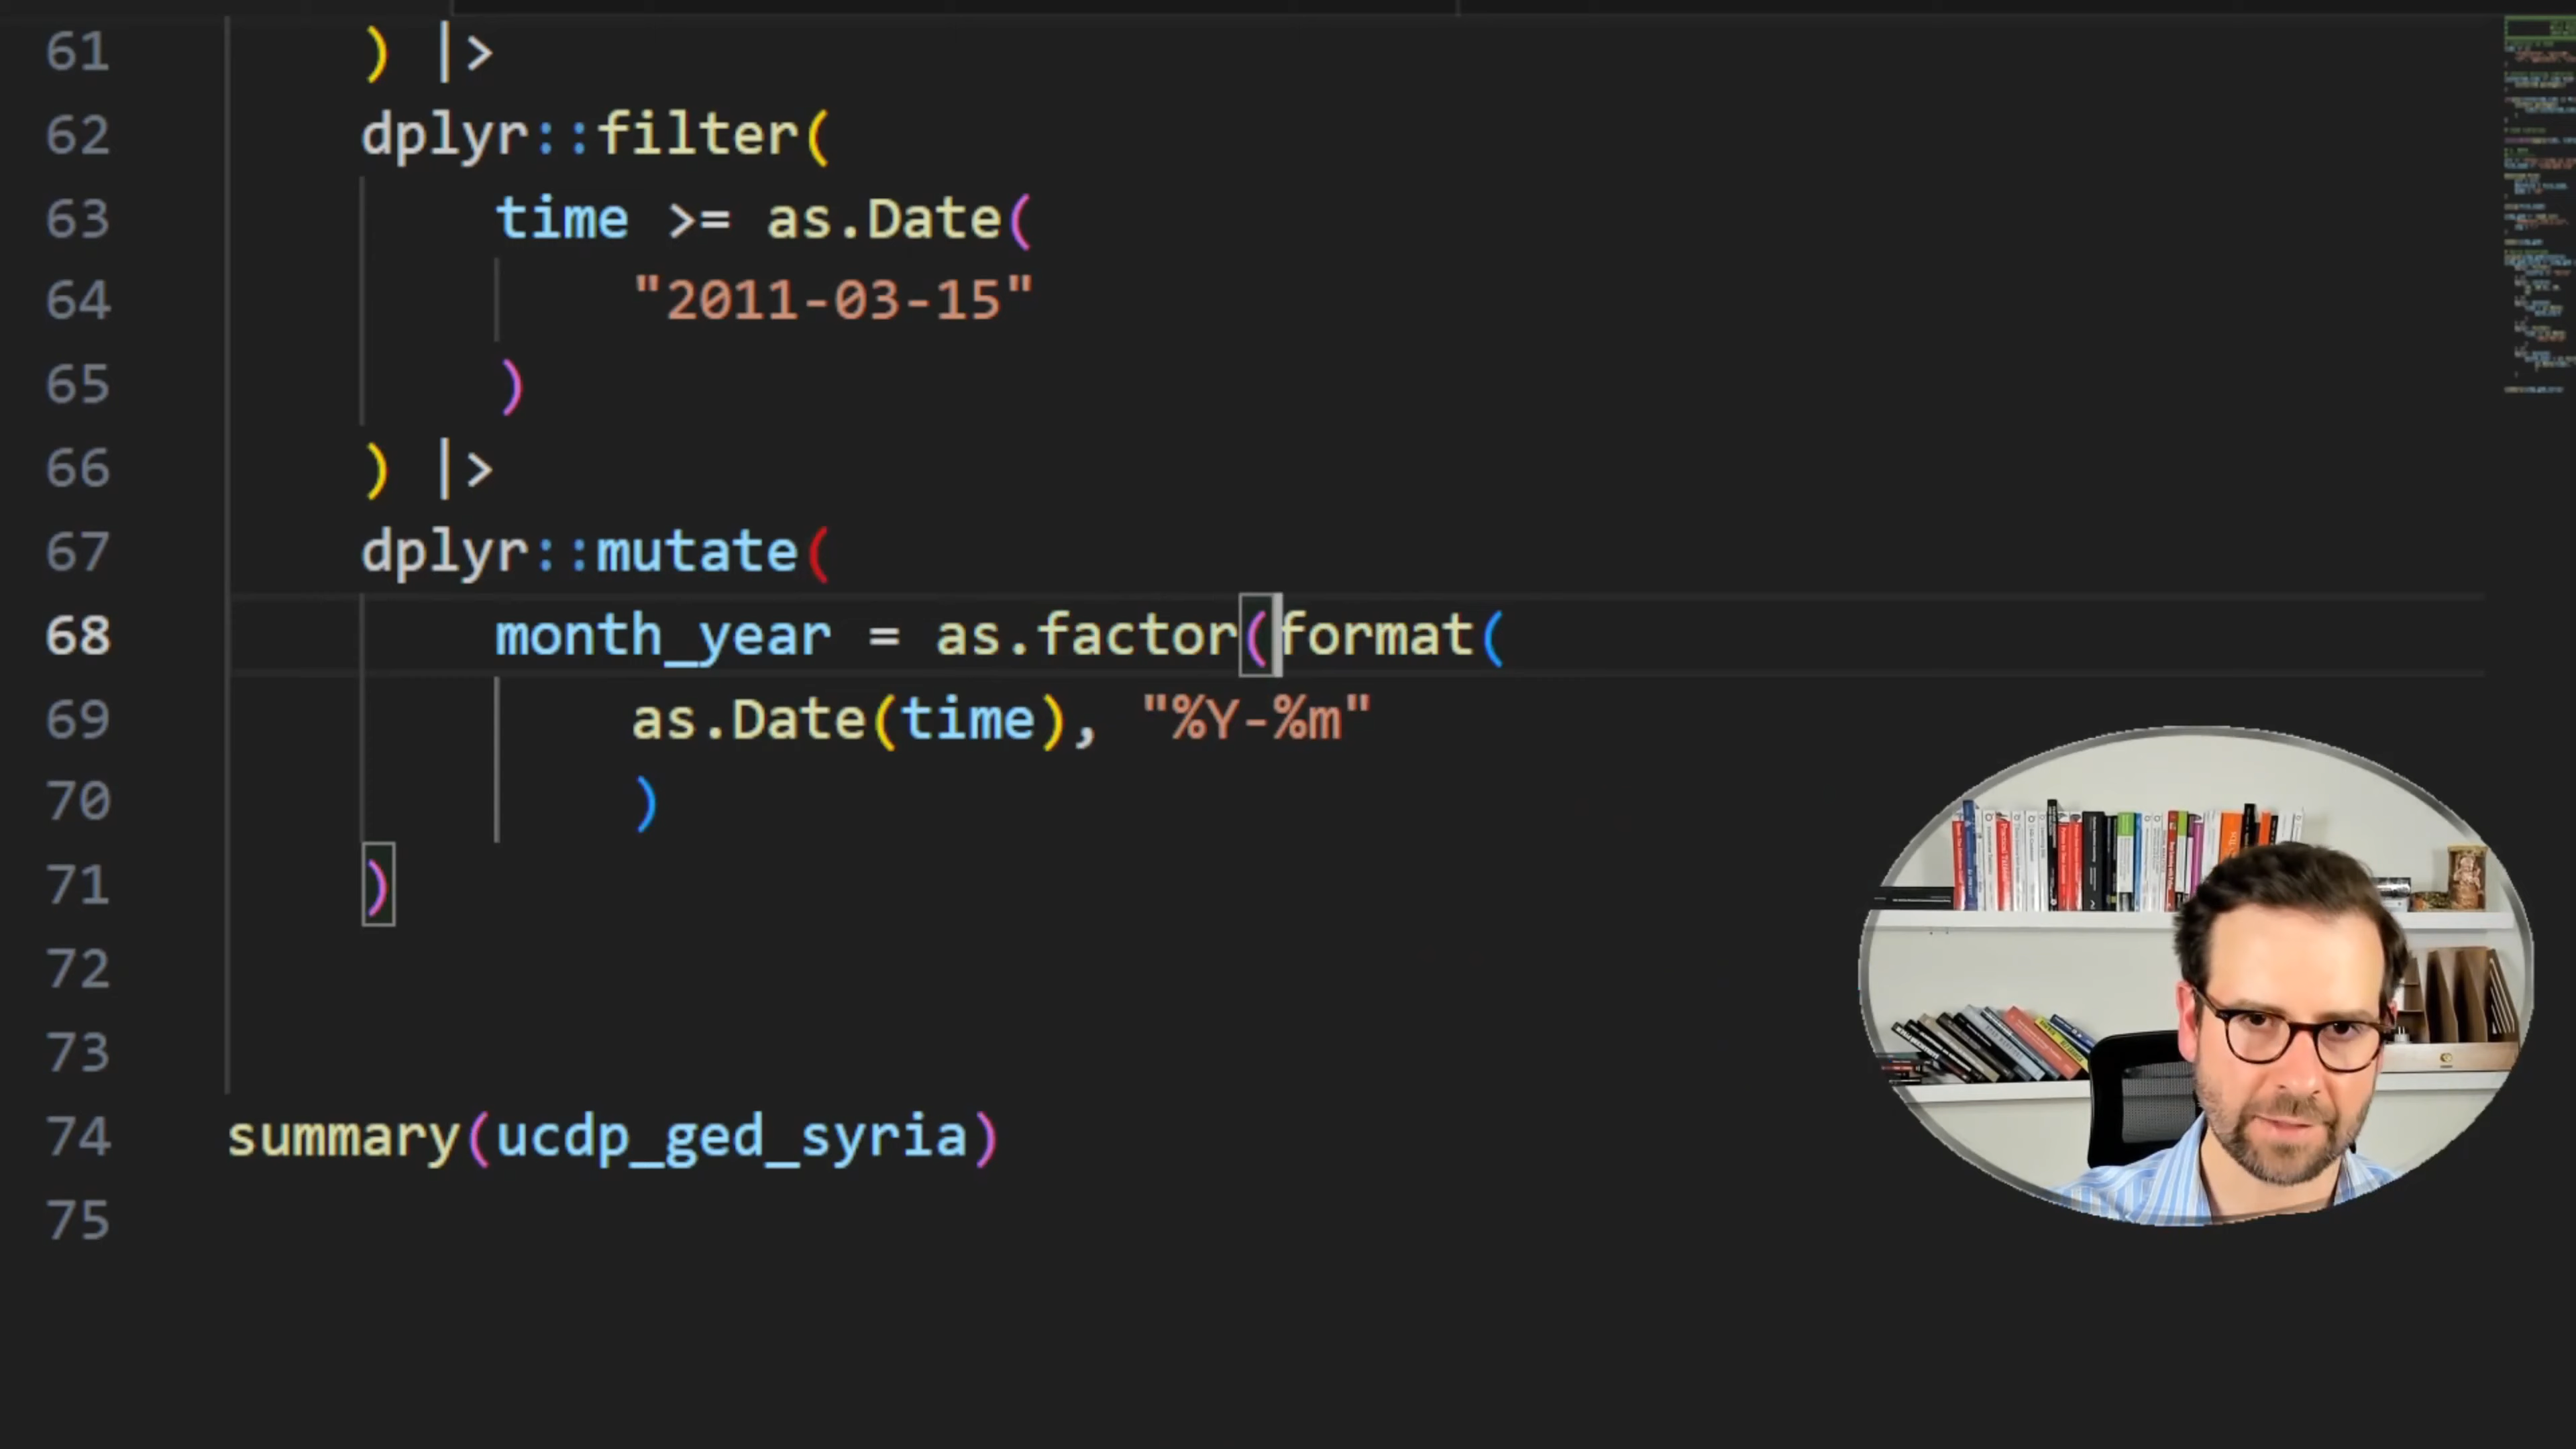 61 ) |>
62 dplyr::filter(
63 time >= as.Date(
64 "2011-03-15"
65 )
66 ) |>
67 dplyr::mutate(
68 month_year = as.factor(format(
69 as.Date(time), "%Y-%m"
70 )
71 )
72
73
74 summary(ucdp_ged_syria)
75